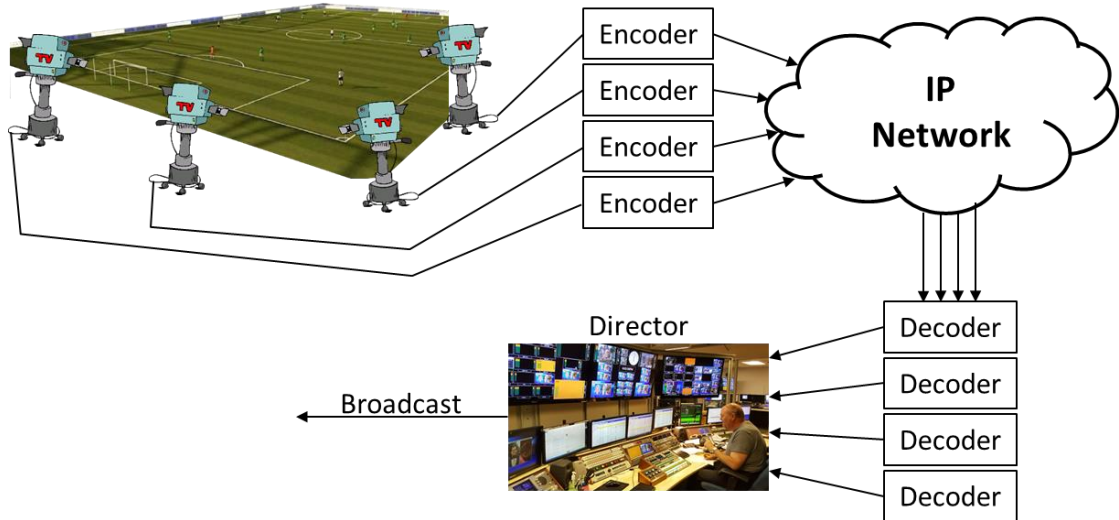 TV
TV
TV
TV
Encoder
Encoder
Encoder
Encoder
IP
Network
Decoder
Decoder
Decoder
Decoder
Director
Broadcast